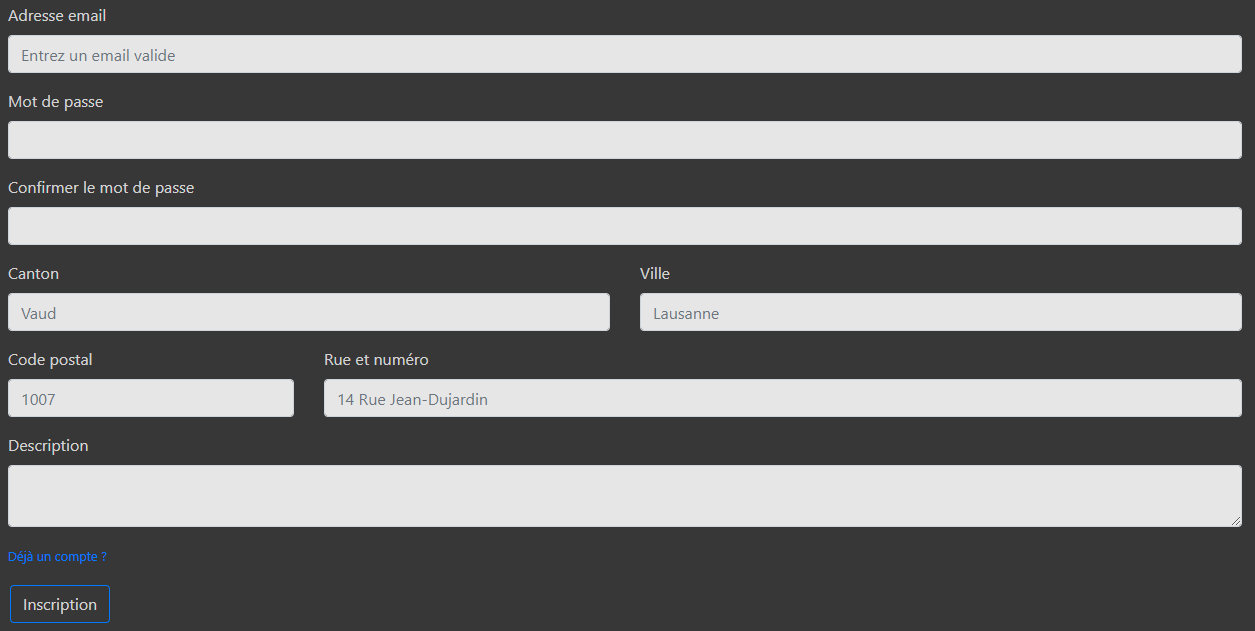 Adresse email
Entrez un email valide
Mot de passe
Confirmer le mot de passe
Canton
Ville
Vaud
Lausanne
Code postal
Rue et numéro
1007
14 Rue Jean-Dujardin
Description
Déjà un compte ?
Inscription